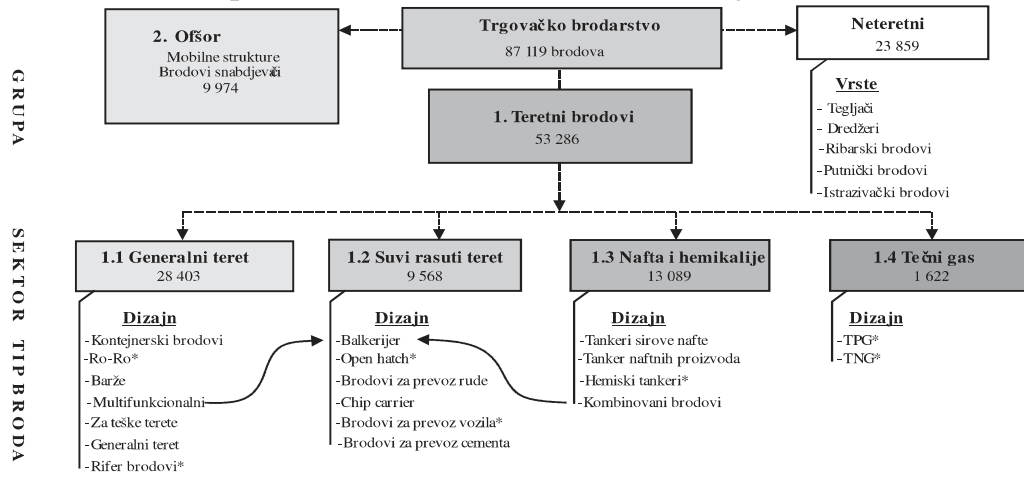 Trgovačko brodarstvo
87 119 brodova
2. Ofšor
Mobilne strukture
Brodovi snabdjevači
9 974
Neteretni
23 859
Vrste
- Tegljači
- Dredžeri
-Ribarski brodovi
-Putnički brodovi
-Istrazivački brodovi
1. Teretni brodovi
53 286
GRUPA
SEKTOR TIP BRODA
1.1 Generalni teret
28 403
Dizajn
-Kontejnerski brodovi
-Ro-Ro*
-Barže
-Multifunkcionalni
-Za teške terete
-Generalni teret
-Rifer brodovi*
1.2 Suvi rasuti teret
9 568
Dizajn
-Balkerijer
-Open hatch*
-Brodovi za prevoz rude
-Chip carrier
-Brodovi za prevoz vozila*
-Brodovi za prevoz cementa
1.3 Nafta i hemikalije
13 089
Dizajn
-Tankeri sirove nafte
-Tanker naftnih proizvoda
-Hemiski tankeri*
-Kombinovani brodovi
1.4 Tečni gas
1 622
Dizajn
-TPG*
-TNG*